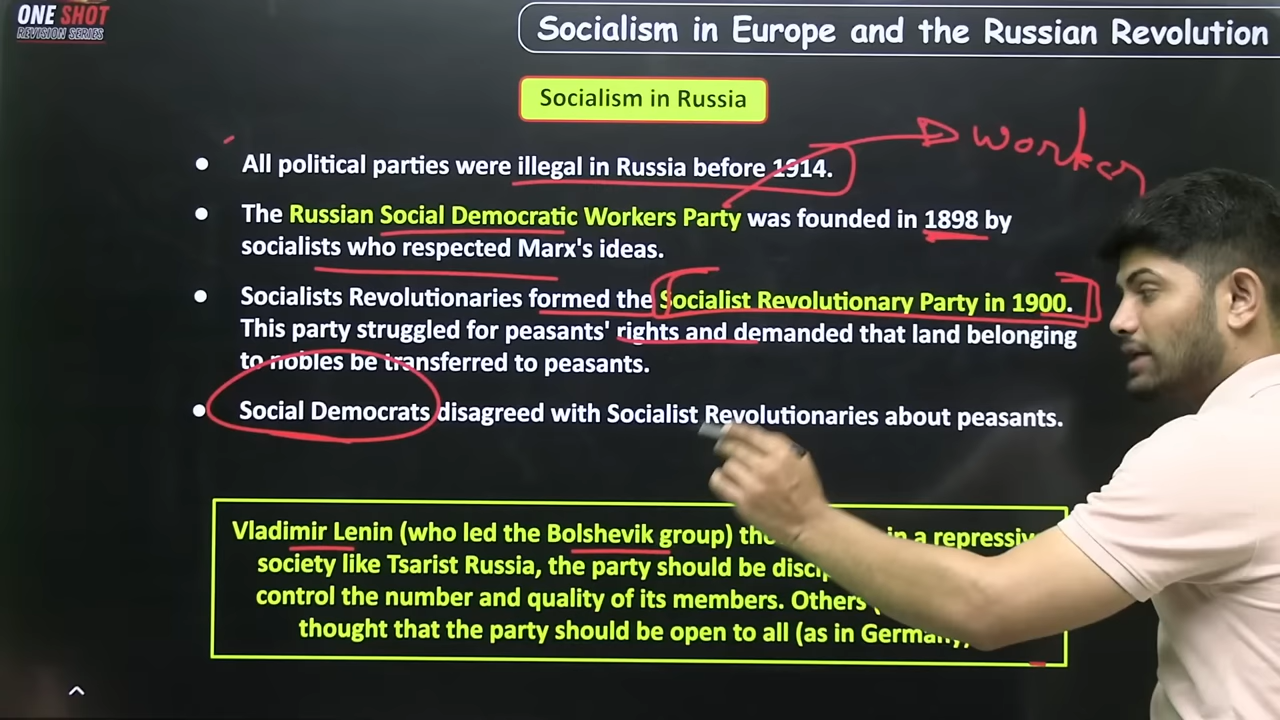 ONE SHOT
REVISION SERIES
Socialism in Europe and the Russian Revolution
Socialism in Russia
• All political parties were illegal in Russia before 1914.
worker
• The Russian Social Democratic Workers Party was founded in 1898 by
socialists who respected Marx's ideas.
• Socialists Revolutionaries formed the Socialist Revolutionary Party in 1900.
This party struggled for peasants' rights and demanded that land belonging
to nobles be transferred to peasants.
• Social Democrats disagreed with Socialist Revolutionaries about peasants.
Vladimir Lenin (who led the Bolshevik group) in a repressive
society like Tsarist Russia, the party should be
control the number and quality of its members. Others
thought that the party should be open to all (as in Germany)